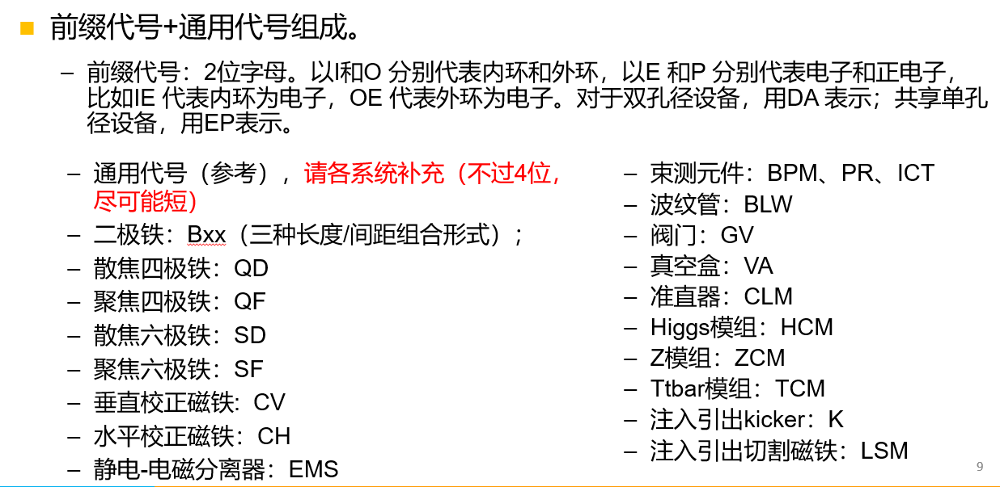 前缀代号+通用代号组成。
– 前缀代号：2位字母。以I和O 分别代表内环和外环，以E 和P 分别代表电子和正电子，
比如IE 代表内环为电子，OE 代表外环为电子。对于双孔径设备，用DA 表示；共享单孔
径设备，用EP表示。
– 通用代号（参考），请各系统补充（不过4位，
尽可能短）
– 二极铁：Bxx（三种长度/间距组合形式）；
– 散焦四极铁：QD
– 聚焦四极铁：QF
– 散焦六极铁：SD
– 聚焦六极铁：SF
– 垂直校正磁铁: CV
– 水平校正磁铁：CH
– 静电-电磁分离器：EMS
– 束测元件：BPM、PR、ICT
– 波纹管：BLW
– 阀门：GV
– 真空盒：VA
– 准直器：CLM
– Higgs模组：HCM
– Z模组：ZCM
– Ttbar模组：TCM
– 注入引出kicker：K
– 注入引出切割磁铁：LSM
9